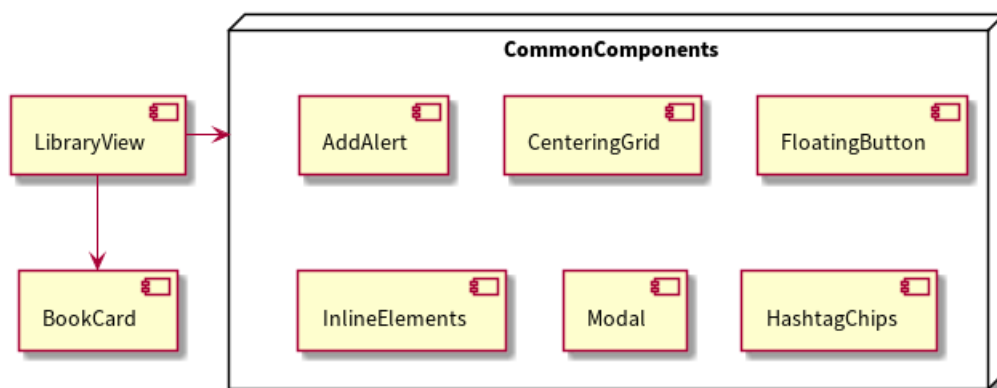 CommonComponents
LibraryView
AddAlert
CenteringGrid
FloatingButton
BookCard
InlineElements
Modal
HashtagChips